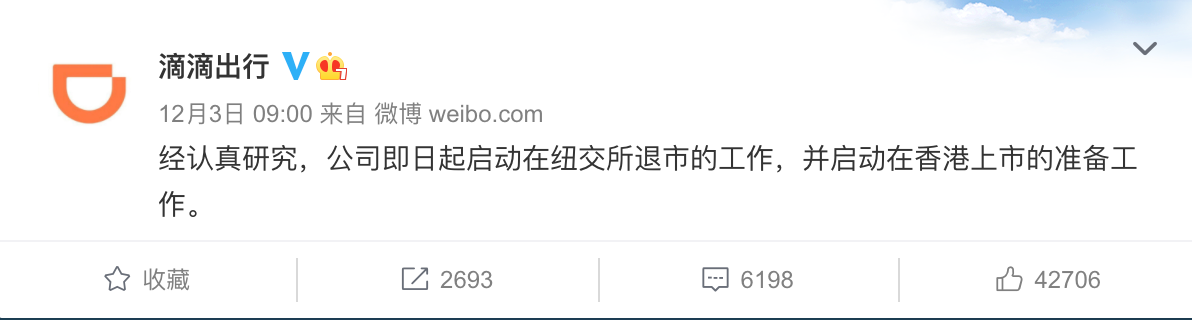 滴滴出行
12月3日 09:00 来自 微博 weibo.com
经认真研究，公司即日起启动在纽交所退市的工作，并启动在香港上市的准备工
作。
收藏 2693 6198 42706